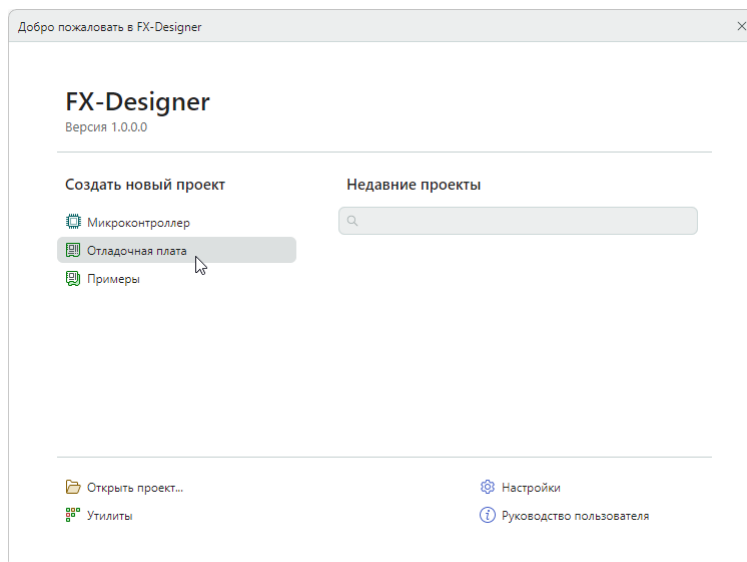 Добро пожаловать в FX-Designer
FX-Designer
Версия 1.0.0.0
Создать новый проект
Микроконтроллер
Отладочная плата
Примеры
Недавние проекты
Открыть проект...
Утилиты
Настройки
Руководство пользователя